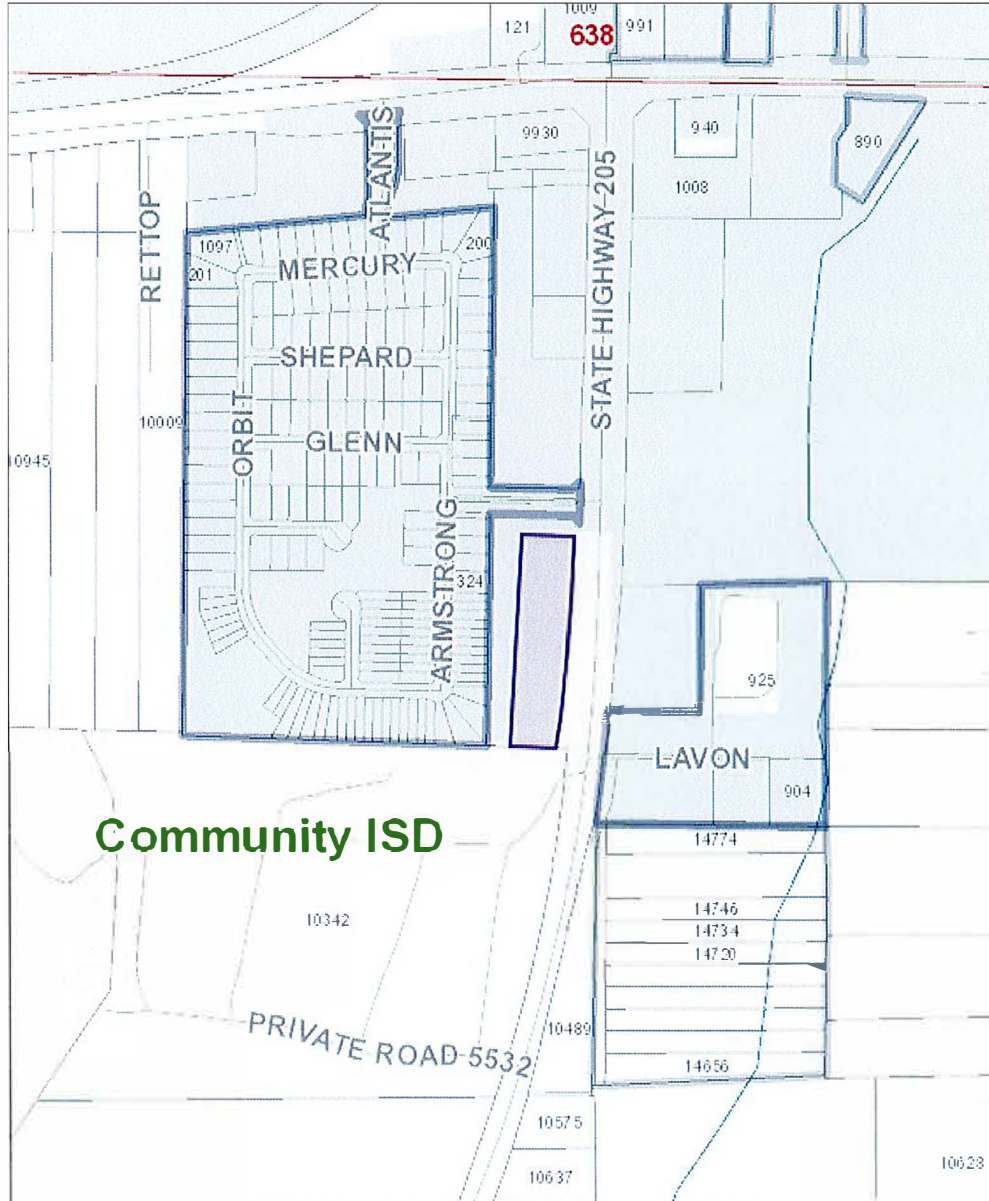 1009
121
638
991
ATLANTIS
9930
940
890
STATE HIGHWAY 205
1008
RETTOP
1097
200
MERCURY
201
SHEPARD
ORBIT
10009
GLENN
10945
ARMSTRONG
324
925
LAVON
904
Community ISD
14774
10342
14746
14734
14720
PRIVATE ROAD 5532
10489
14656
10575
10637
10623